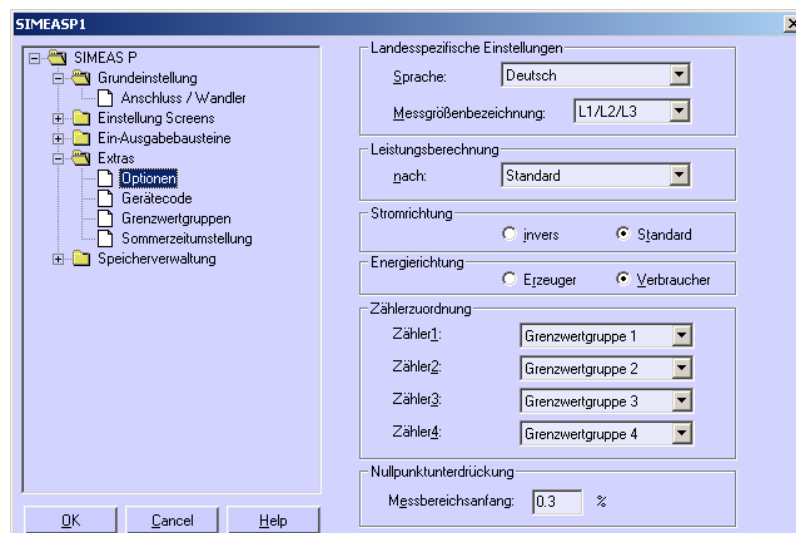 SIMEASP1
SIMEAS P
Grundeinstellung
Anschluss / Wandler
Einstellung Screens
Ein-Ausgabebausteine
Extras
Optionen
Gerätecode
Grenzwertgruppen
Sommerzeitumstellung
Speicherverwaltung
OK Cancel Help
Landesspezifische Einstellungen
Sprache: Deutsch
Messgrößenbezeichnung: L1/L2/L3
Leistungsberechnung
nach: Standard
Stromrichtung
invers Standard
Energierichtung
Erzeuger Verbraucher
Zählerzuordnung
Zähler1: Grenzwertgruppe 1
Zähler2: Grenzwertgruppe 2
Zähler3: Grenzwertgruppe 3
Zähler4: Grenzwertgruppe 4
Nullpunktunterdrückung
Messbereichsanfang: 0.3 %